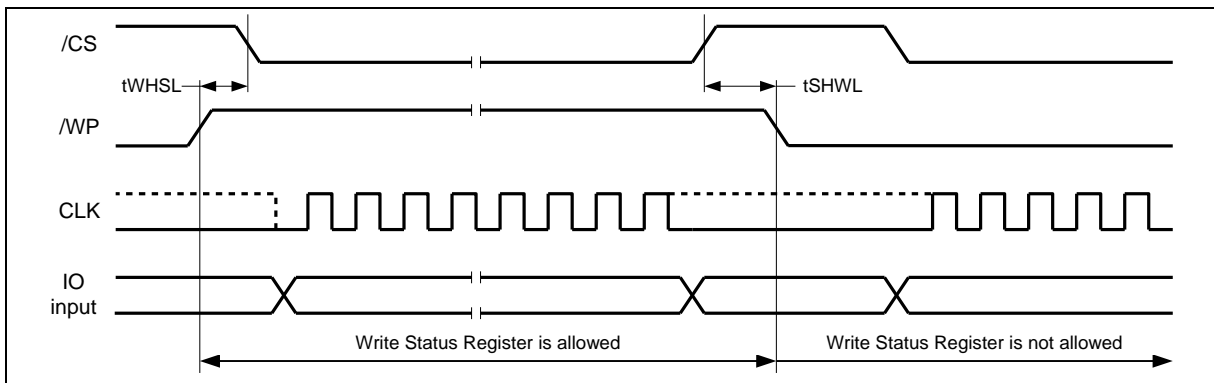 /CS
tWHSL
tSHWL
/WP
CLK
IO
input
Write Status Register is allowed
Write Status Register is not allowed